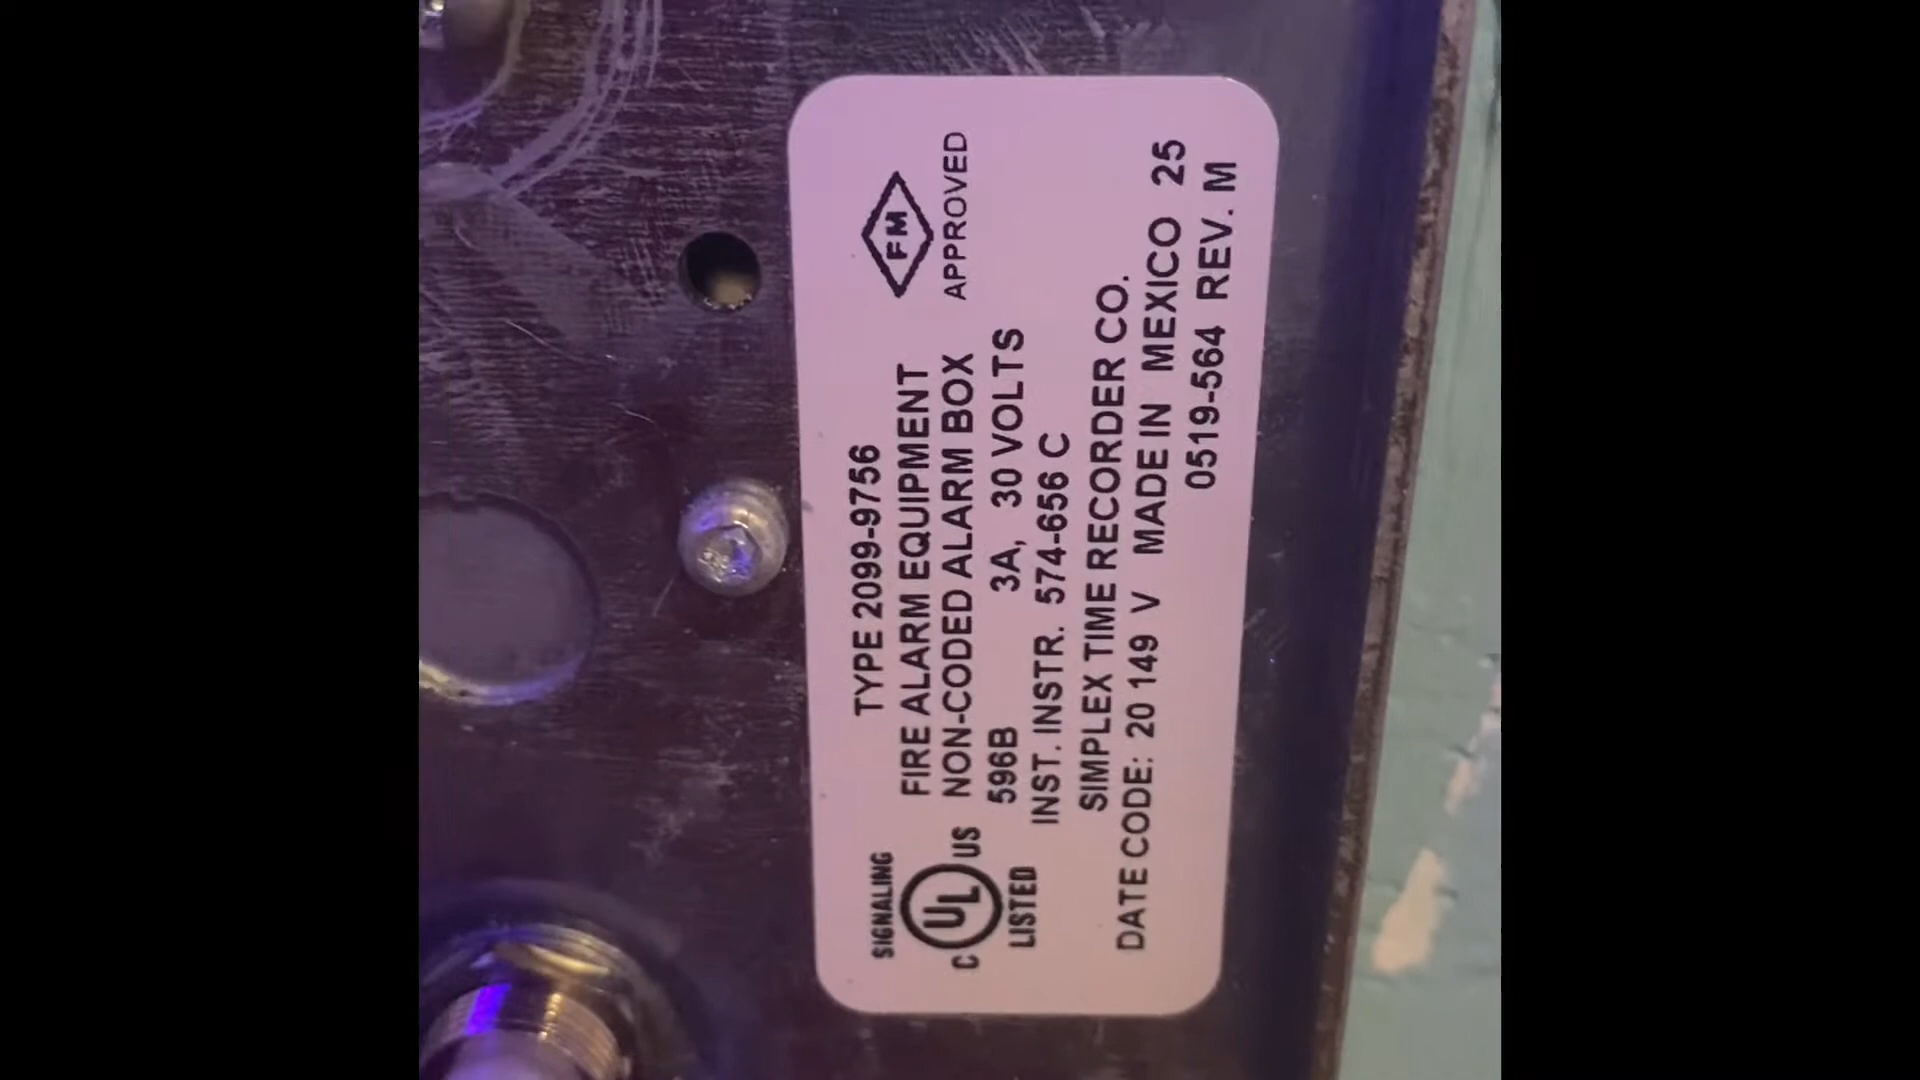 TYPE 2099-9756
FIRE ALARM EQUIPMENT
NON-CODED ALARM BOX
596B 3A, 30 VOLTS
INST. INSTR. 574-656 C
SIMPLEX TIME RECORDER CO.
DATE CODE: 20 149 V MADE IN MEXICO 25
0519-564 REV. M
SIGNALING
C UL US
LISTED
FM
APPROVED